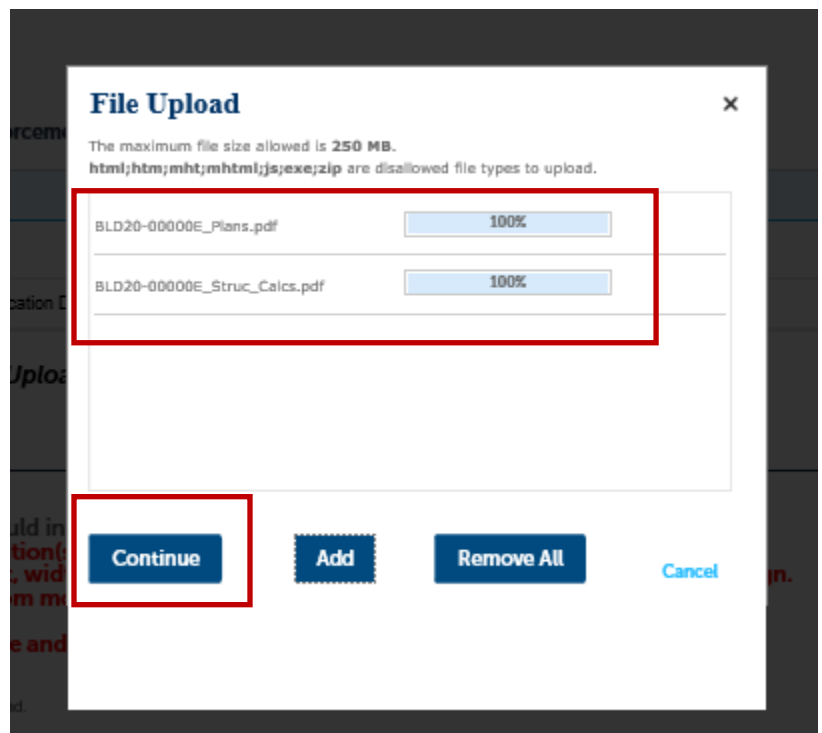 File Upload
×
The maximum file size allowed is 250 MB.
html;htm;mht;mhtml;js;exe;zip are disallowed file types to upload.
BLD20-00000E_Plans.pdf 100%
BLD20-00000E_Struc_Calcs.pdf 100%
Continue Add Remove All Cancel